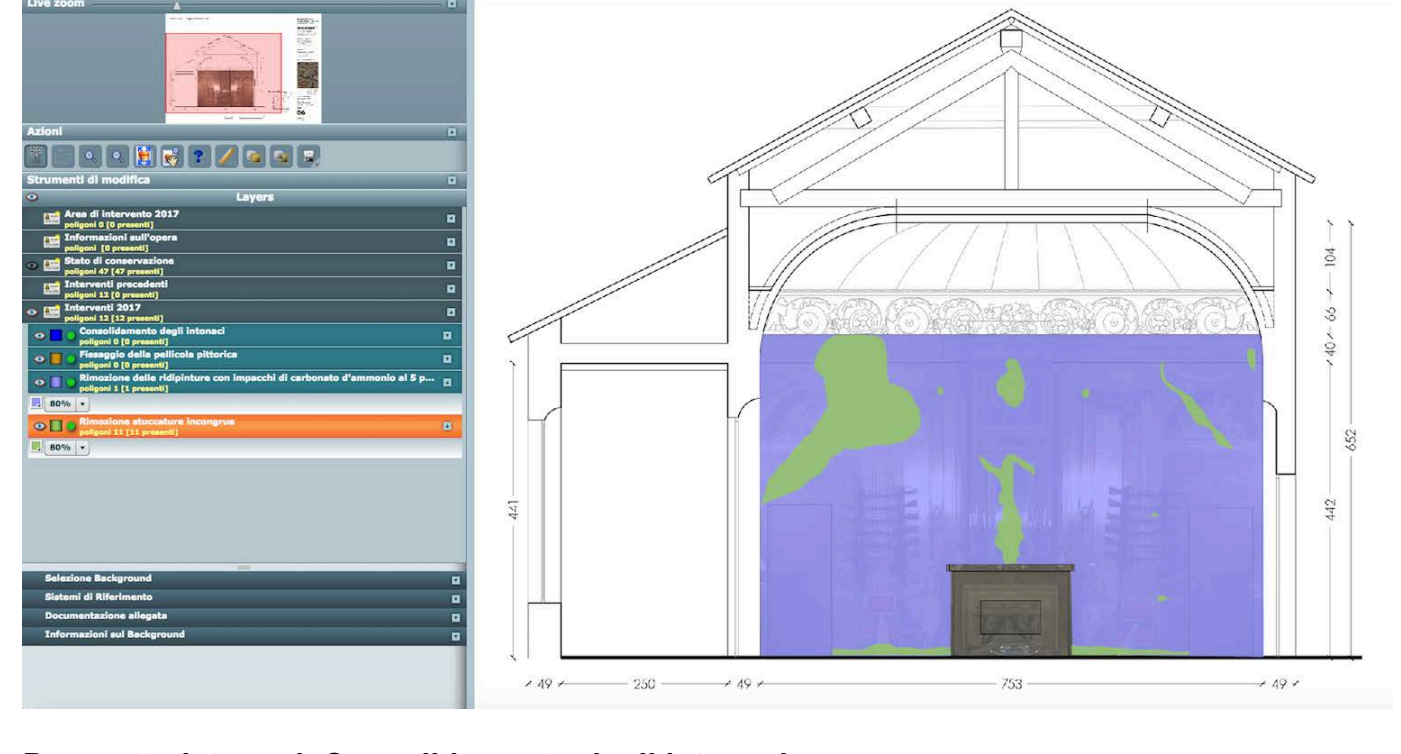 Live zoom
06
Azioni
?
Strumenti di modifica
Layers
Area di intervento 2017
poligoni 0 [0 presenti]
Informazioni sull'opera
poligoni [0 presenti]
Stato di conservazione
poligoni 47 [47 presenti]
Interventi precedenti
poligoni 12 [0 presenti]
Interventi 2017
poligoni 12 [12 presenti]
Consolidamento degli intonaci
poligoni 0 [0 presenti]
Fissaggio della pellicola pittorica
poligoni 0 [0 presenti]
Rimozione delle ridipinture con impacchi di carbonato d'ammonio al 5 p...
poligoni 1 [1 presenti]
80%
Rimozione stuccature incongrue
poligoni 11 [11 presenti]
80%
Selezione Background
Sistemi di Riferimento
Documentazione allegata
Informazioni sul Background
104
66
40
652
442
441
49
250
49
753
49